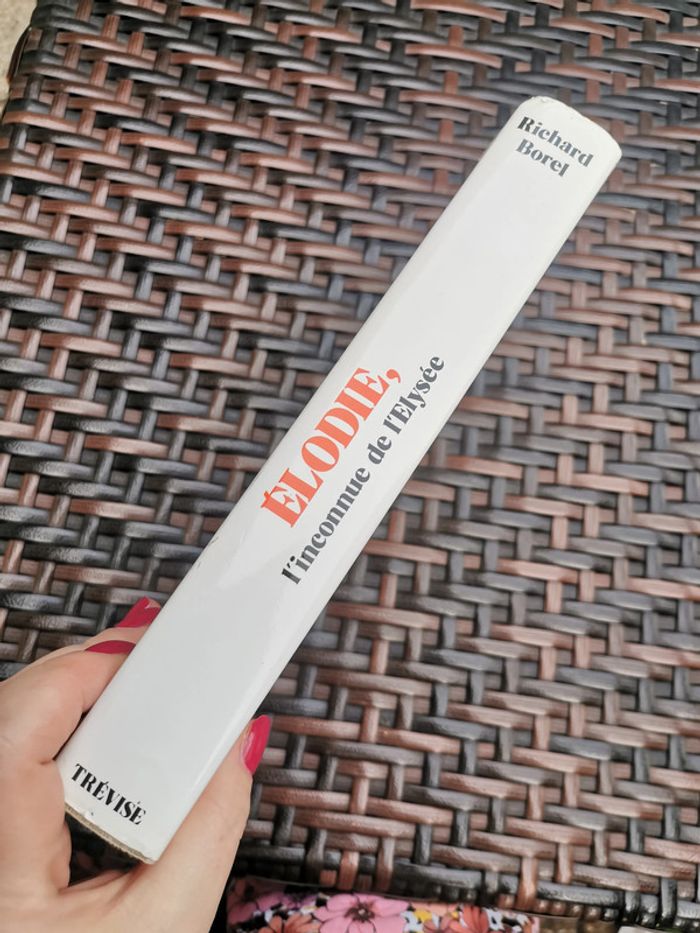 Richard
Borel
ÉLODIE,
l'inconnue de l'Elysée
TRÉVISE